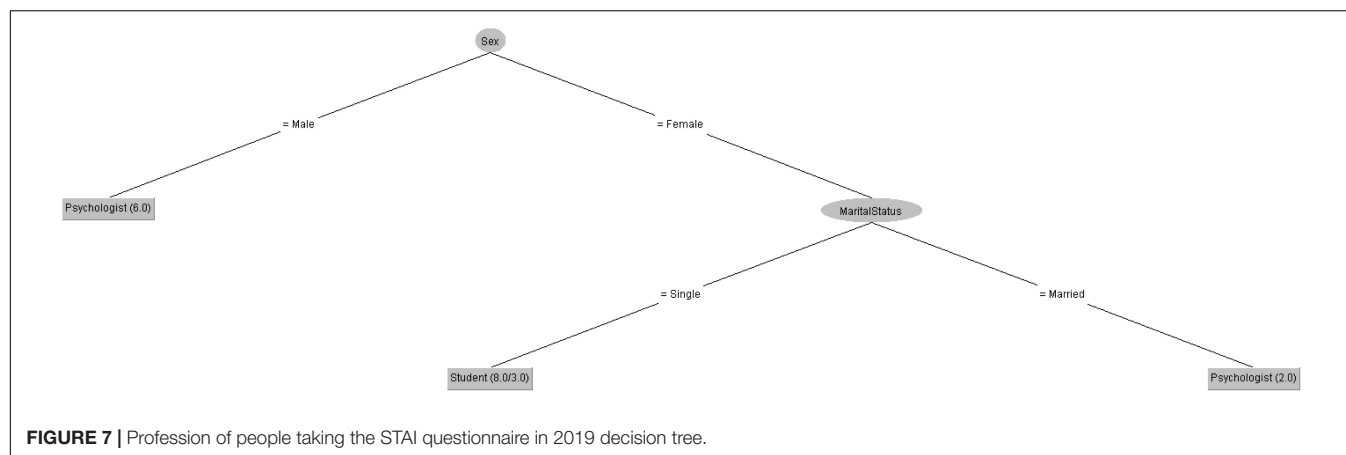 Sex
= Male
= Female
Psychologist (6.0)
MaritalStatus
= Single
= Married
Student (8.0/3.0)
Psychologist (2.0)
FIGURE 7 | Profession of people taking the STAI questionnaire in 2019 decision tree.